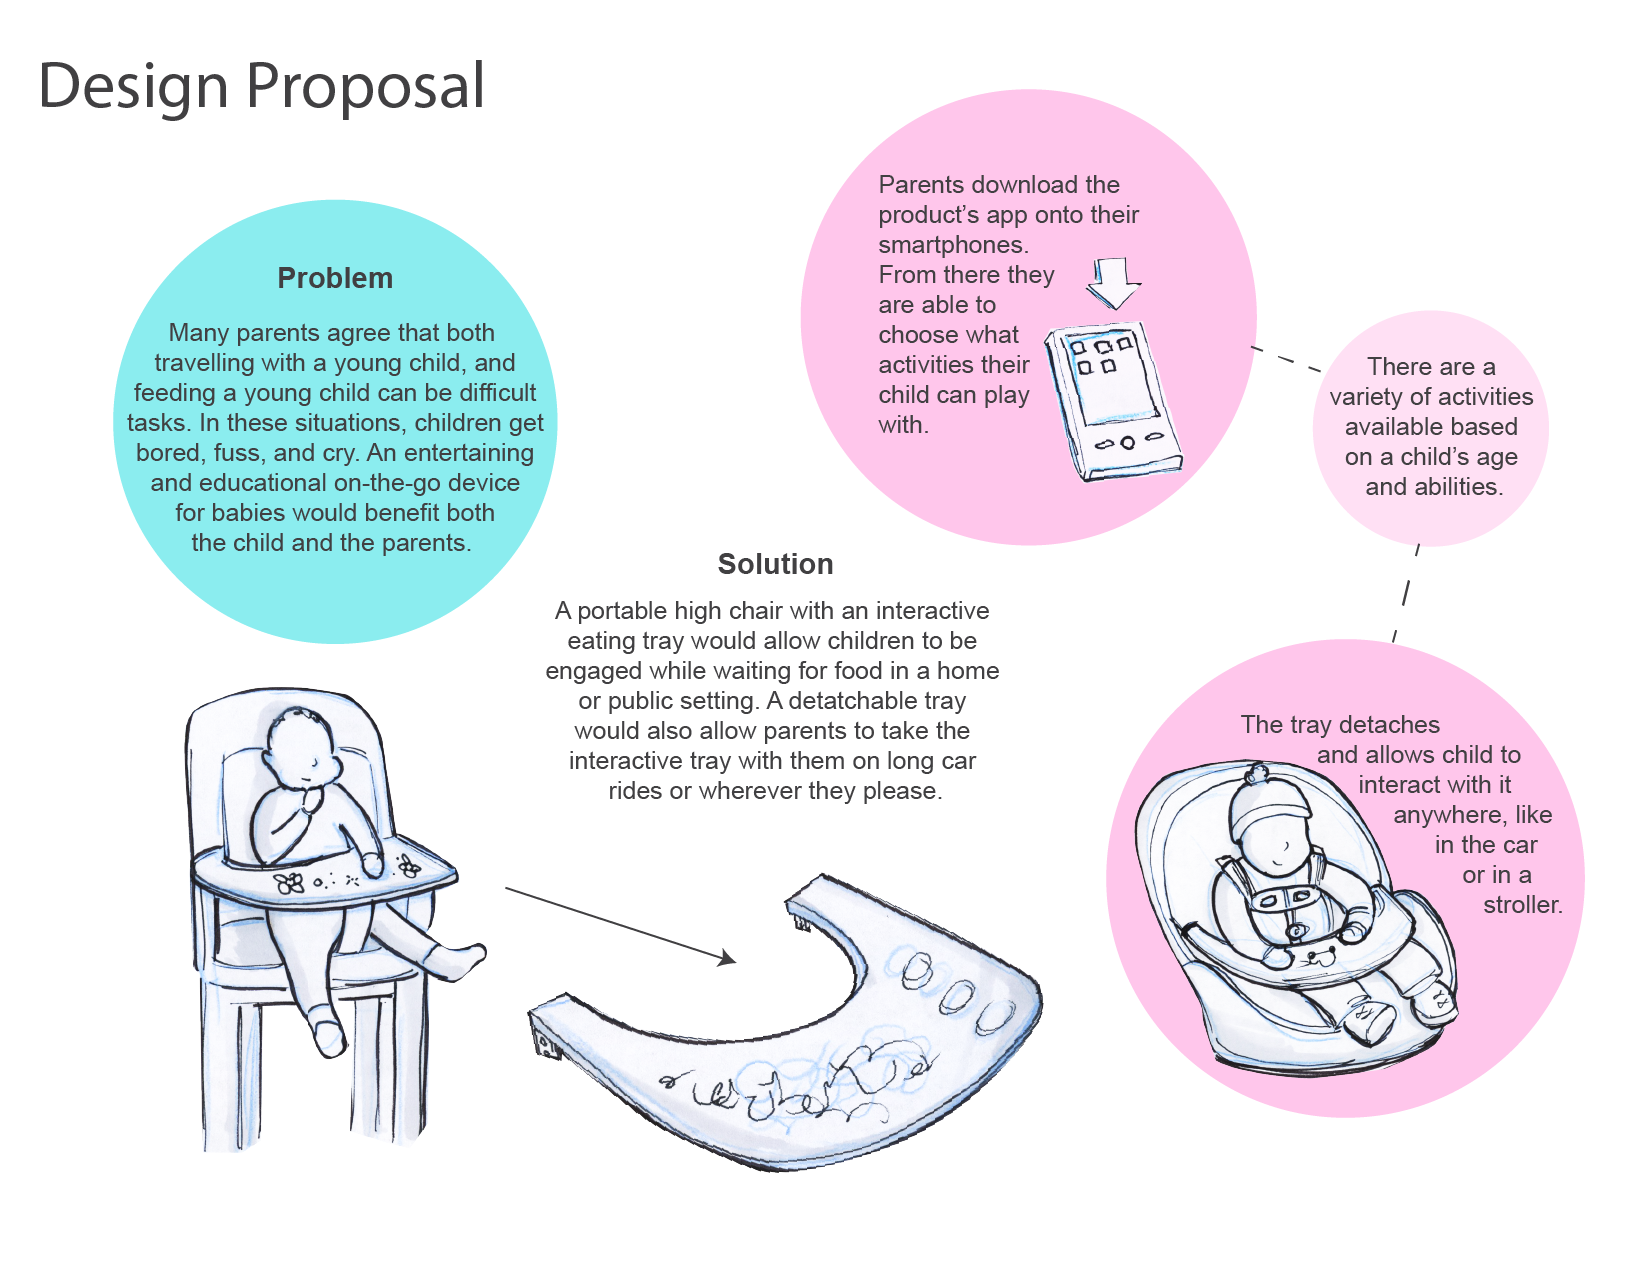 Design Proposal
Problem
Many parents agree that both
travelling with a young child, and
feeding a young child can be difficult
tasks. In these situations, children get
bored, fuss, and cry. An entertaining
and educational on-the-go device
for babies would benefit both
the child and the parents.
Solution
A portable high chair with an interactive
eating tray would allow children to be
engaged while waiting for food in a home
or public setting. A detatchable tray
would also allow parents to take the
interactive tray with them on long car
rides or wherever they please.
Parents download the
product's app onto their
smartphones.
From there they
are able to
choose what
activities their
child can play
with.
There are a
variety of activities
available based
on a child's age
and abilities.
The tray detaches
and allows child to
interact with it
anywhere, like
in the car
or in a
stroller.